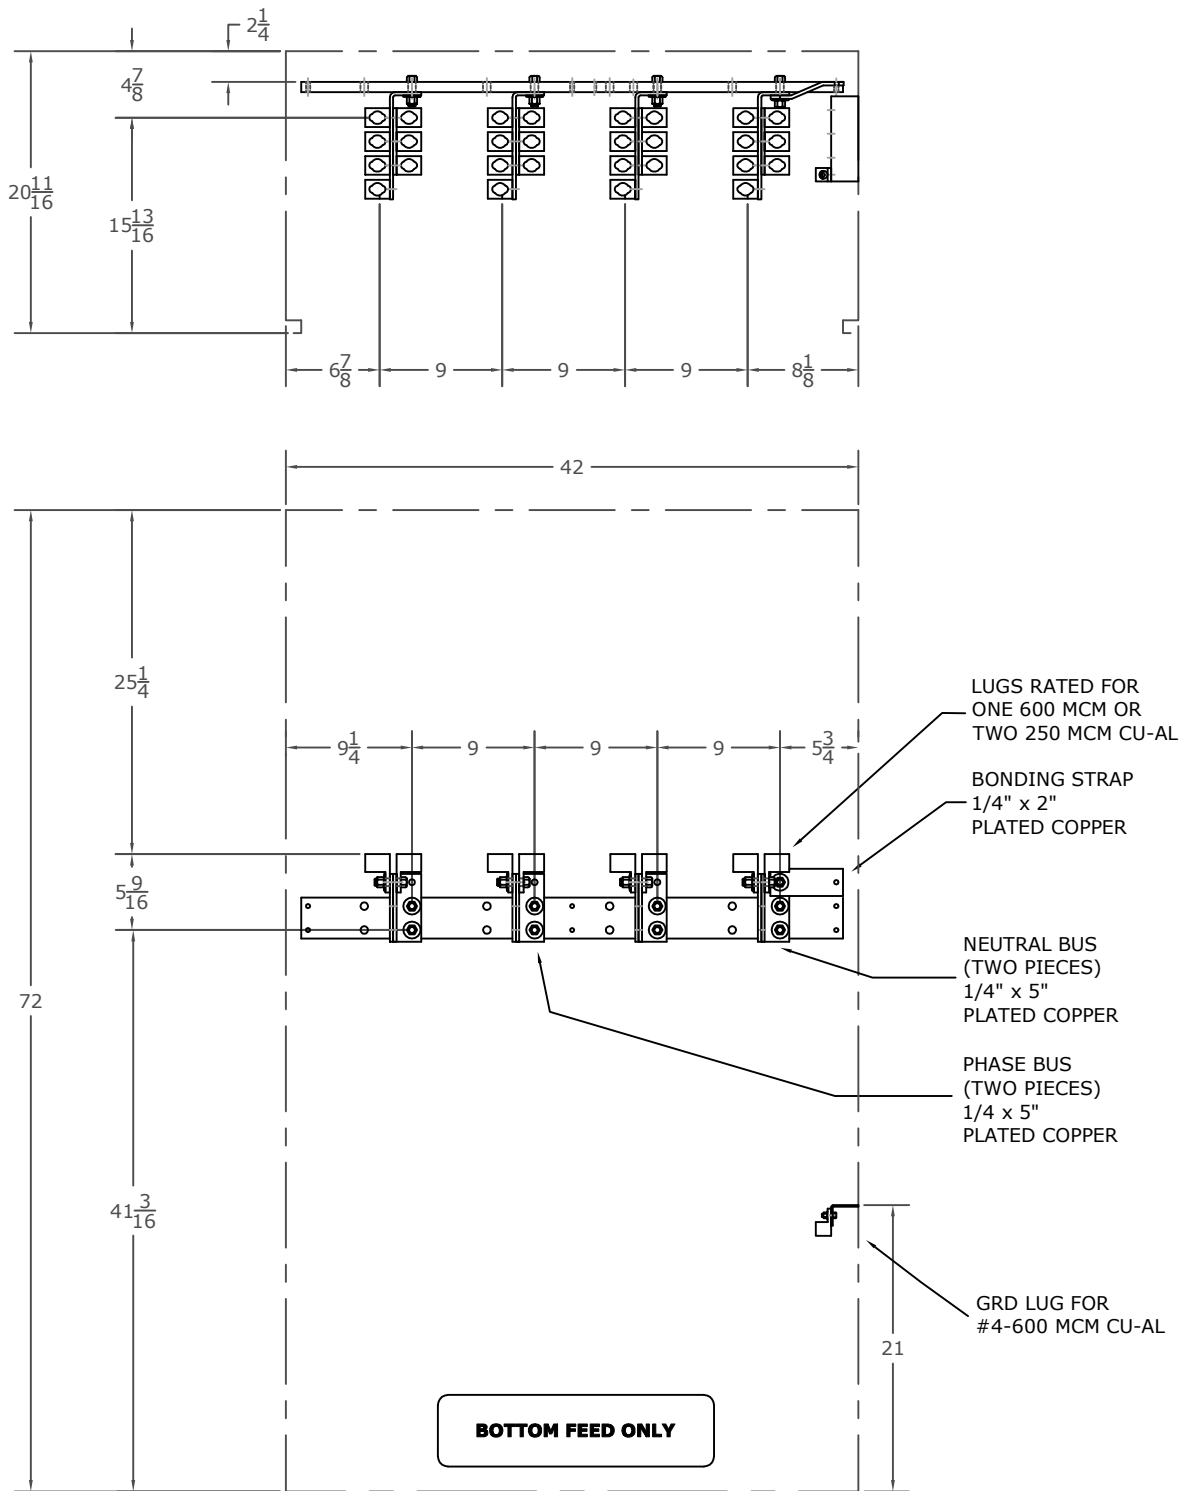 2 1/4
4 7/8
20 11/16
15 13/16
6 7/8 9 9 9 8 1/8
42
25 1/4
9 1/4 9 9 9 5 3/4
5 9/16
72
41 3/16
21
LUGS RATED FOR
ONE 600 MCM OR
TWO 250 MCM CU-AL
BONDING STRAP
1/4" x 2"
PLATED COPPER
NEUTRAL BUS
(TWO PIECES)
1/4" x 5"
PLATED COPPER
PHASE BUS
(TWO PIECES)
1/4 x 5"
PLATED COPPER
GRD LUG FOR
#4-600 MCM CU-AL
BOTTOM FEED ONLY